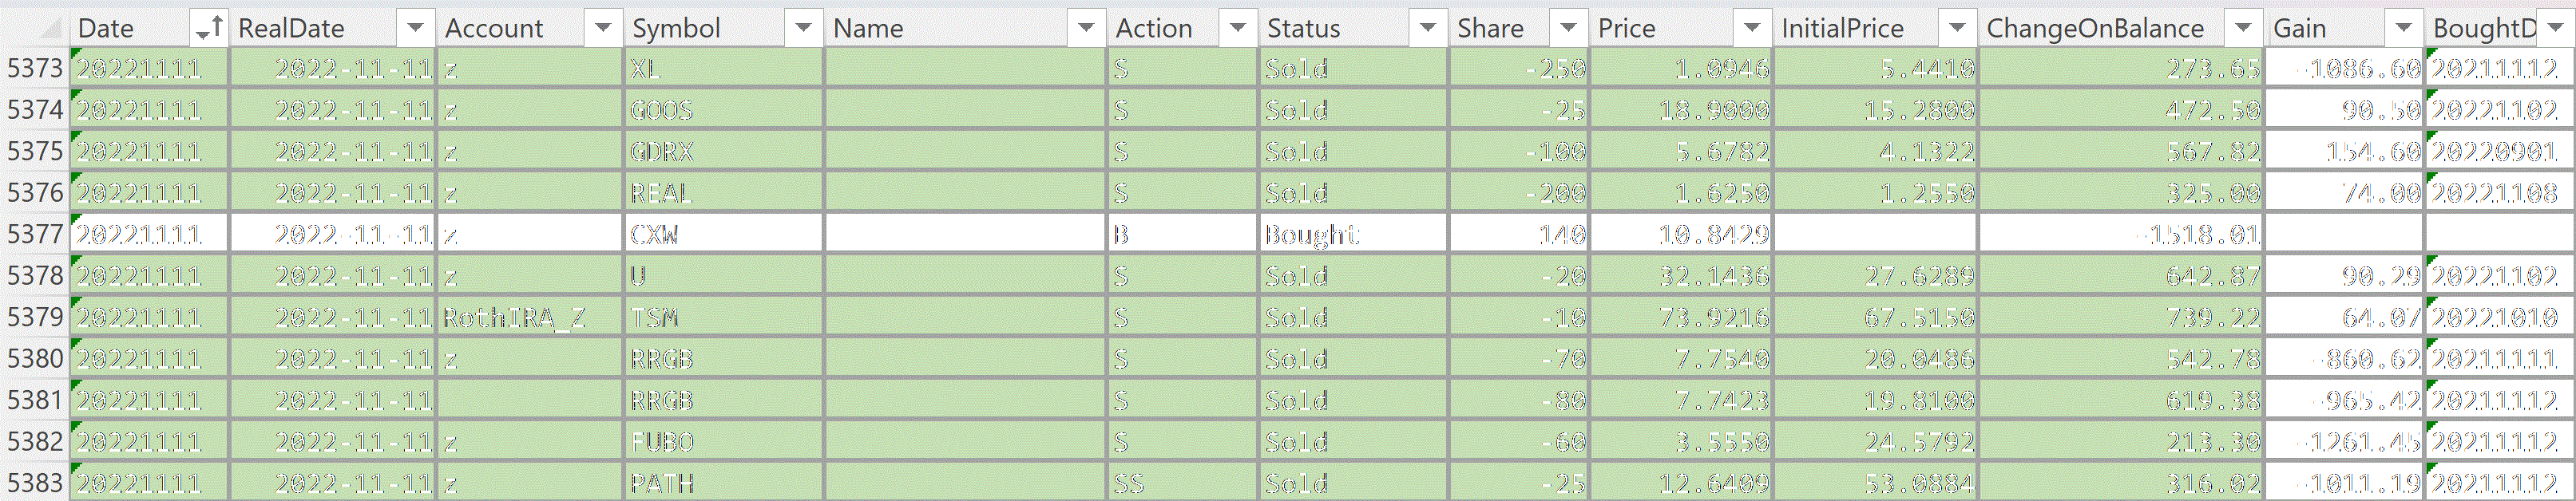 Date RealDate Account Symbol Name Action Status Share Price InitialPrice ChangeOnBalance Gain BoughtD
5373 20221111 2022-11-11 z XL S Sold -250 1.0946 5.4410 273.65 -1086.60 20211112
5374 20221111 2022-11-11 z GOOS S Sold -25 18.9000 15.2800 472.50 90.50 20221102
5375 20221111 2022-11-11 z GDRX S Sold -100 5.6782 4.1322 567.82 154.60 20220901
5376 20221111 2022-11-11 z REAL S Sold -200 1.6250 1.2550 325.00 74.00 20221108
5377 20221111 2022-11-11 z CXW B Bought 140 10.8429 -1518.01
5378 20221111 2022-11-11 z U S Sold -20 32.1436 27.6289 642.87 90.29 20221102
5379 20221111 2022-11-11 RothIRA_Z TSM S Sold -10 73.9216 67.5150 739.22 64.07 20221010
5380 20221111 2022-11-11 z RRGB S Sold -70 7.7540 20.0486 542.78 -860.62 20211111
5381 20221111 2022-11-11 RRGB S Sold -80 7.7423 19.8100 619.38 -965.42 20211112
5382 20221111 2022-11-11 z FUBO S Sold -60 3.5550 24.5792 213.30 -1261.45 20211112
5383 20221111 2022-11-11 z PATH SS Sold -25 12.6409 53.0884 316.02 -1011.19 20211112